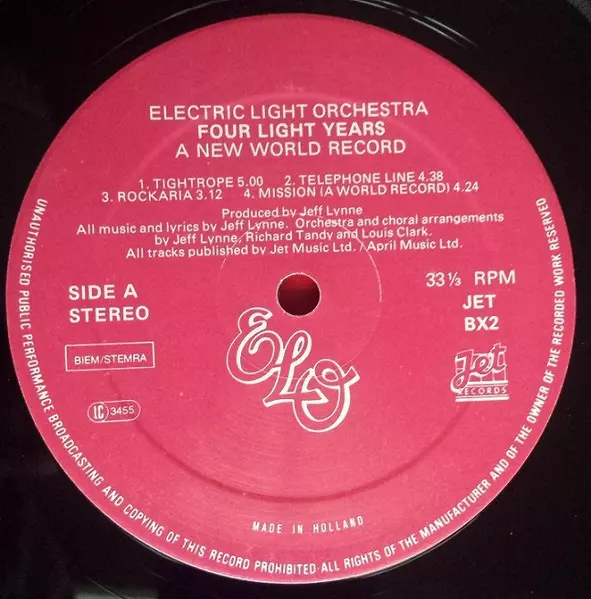 ELECTRIC LIGHT ORCHESTRA
FOUR LIGHT YEARS
A NEW WORLD RECORD
1. TIGHTROPE 5.00 2. TELEPHONE LINE 4.38
3. ROCKARIA 3.12 4. MISSION (A WORLD RECORD) 4.24
Produced by Jeff Lynne
All music and lyrics by Jeff Lynne. Orchestra and choral arrangements
by Jeff Lynne, Richard Tandy and Louis Clark.
All tracks published by Jet Music Ltd. / April Music Ltd.
SIDE A
STEREO
33⅓ RPM
JET
BX2
BIEM/STEMRA
LC 3455
ELO
Jet
RECORDS
MADE IN HOLLAND
UNAUTHORISED PUBLIC PERFORMANCE BROADCASTING AND COPYING OF THIS RECORD PROHIBITED·ALL RIGHTS OF THE MANUFACTURER AND OF THE OWNER OF THE RECORDED WORK RESERVED